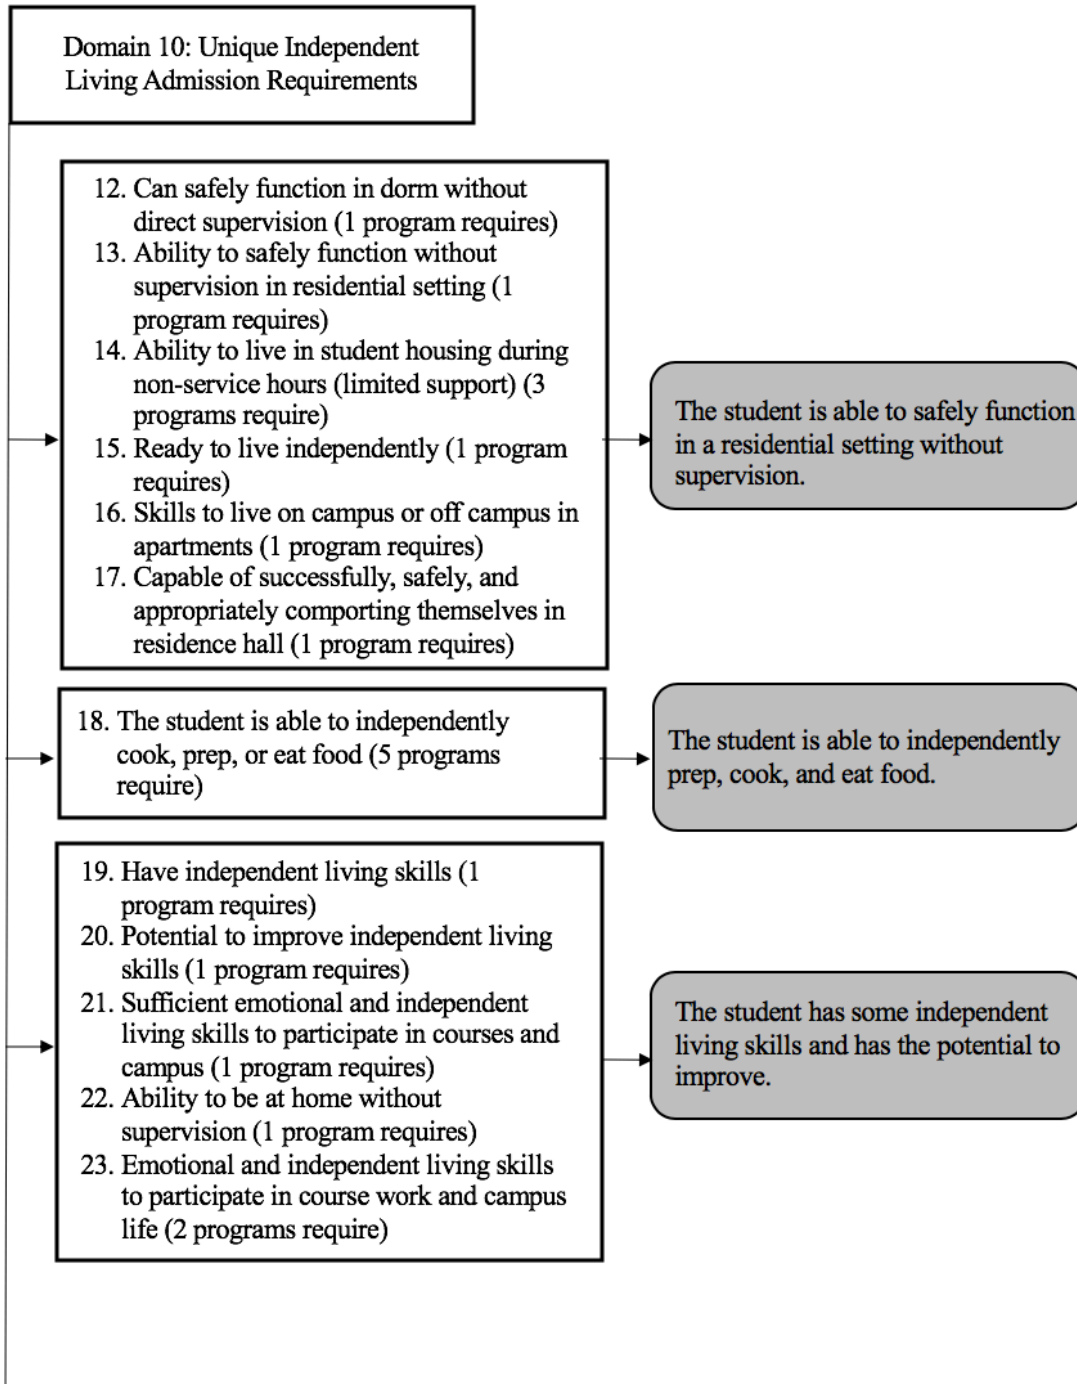 Domain 10: Unique Independent
Living Admission Requirements
12. Can safely function in dorm without
direct supervision (1 program requires)
13. Ability to safely function without
supervision in residential setting (1
program requires)
14. Ability to live in student housing during
non-service hours (limited support) (3
programs require)
15. Ready to live independently (1 program
requires)
16. Skills to live on campus or off campus in
apartments (1 program requires)
17. Capable of successfully, safely, and
appropriately comporting themselves in
residence hall (1 program requires)
The student is able to safely function
in a residential setting without
supervision.
18. The student is able to independently
cook, prep, or eat food (5 programs
require)
The student is able to independently
prep, cook, and eat food.
19. Have independent living skills (1
program requires)
20. Potential to improve independent living
skills (1 program requires)
21. Sufficient emotional and independent
living skills to participate in courses and
campus (1 program requires)
22. Ability to be at home without
supervision (1 program requires)
23. Emotional and independent living skills
to participate in course work and campus
life (2 programs require)
The student has some independent
living skills and has the potential to
improve.